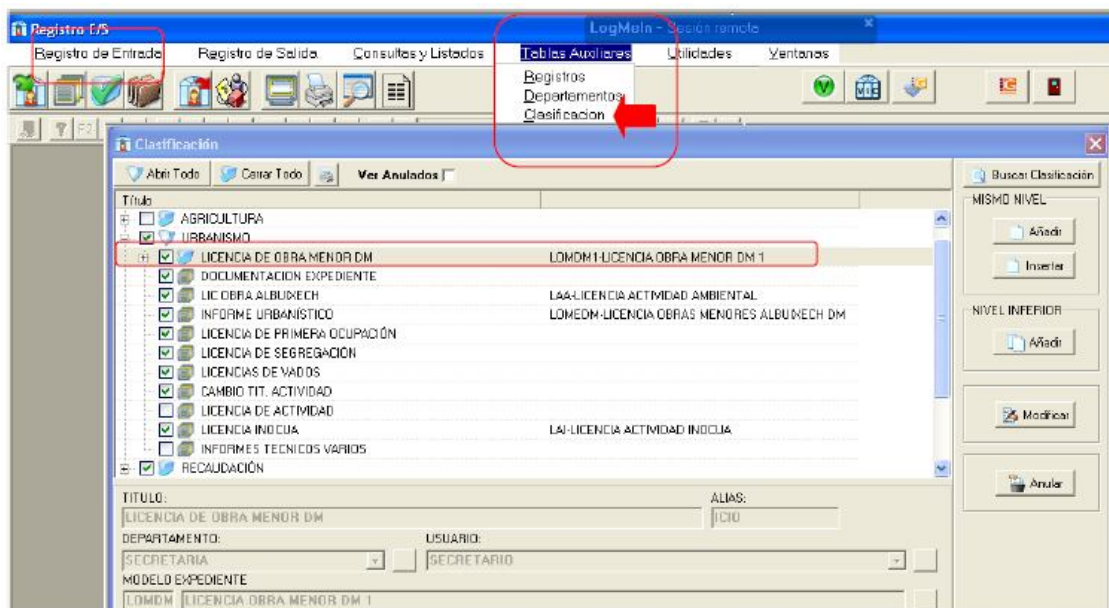 Registro E/S
LogMeIn - Sesión remota
Registro de Entrada Registro de Salida Consultas y Listados Tablas Auxiliares Utilidades Ventanas
Registros
Departamentos
Clasificacion
F2
Clasificación
Abrir Todo Cerrar Todo Ver Anulados Buscar Clasificación
Título MISMO NIVEL
AGRICULTURA
URBANISMO Añadir
LICENCIA DE OBRA MENOR DM LOMDM1-LICENCIA OBRA MENOR DM 1
DOCUMENTACION EXPEDIENTE Insertar
LIC OBRA ALBUIXECH LAA-LICENCIA ACTIVIDAD AMBIENTAL
INFORME URBANÍSTICO LOMEDM-LICENCIA OBRAS MENORES ALBUIXECH DM NIVEL INFERIOR
LICENCIA DE PRIMERA OCUPACIÓN
LICENCIA DE SEGREGACIÓN Añadir
LICENCIAS DE VADOS
CAMBIO TIT. ACTIVIDAD
LICENCIA DE ACTIVIDAD Modificar
LICENCIA INOCUA LAI-LICENCIA ACTIVIDAD INOCUA
INFORMES TECNICOS VARIOS
RECAUDACIÓN
Anular
TITULO: ALIAS:
LICENCIA DE OBRA MENOR DM ICIO
DEPARTAMENTO: USUARIO:
SECRETARIA SECRETARIO
MODELO EXPEDIENTE
LOMDM LICENCIA OBRA MENOR DM 1